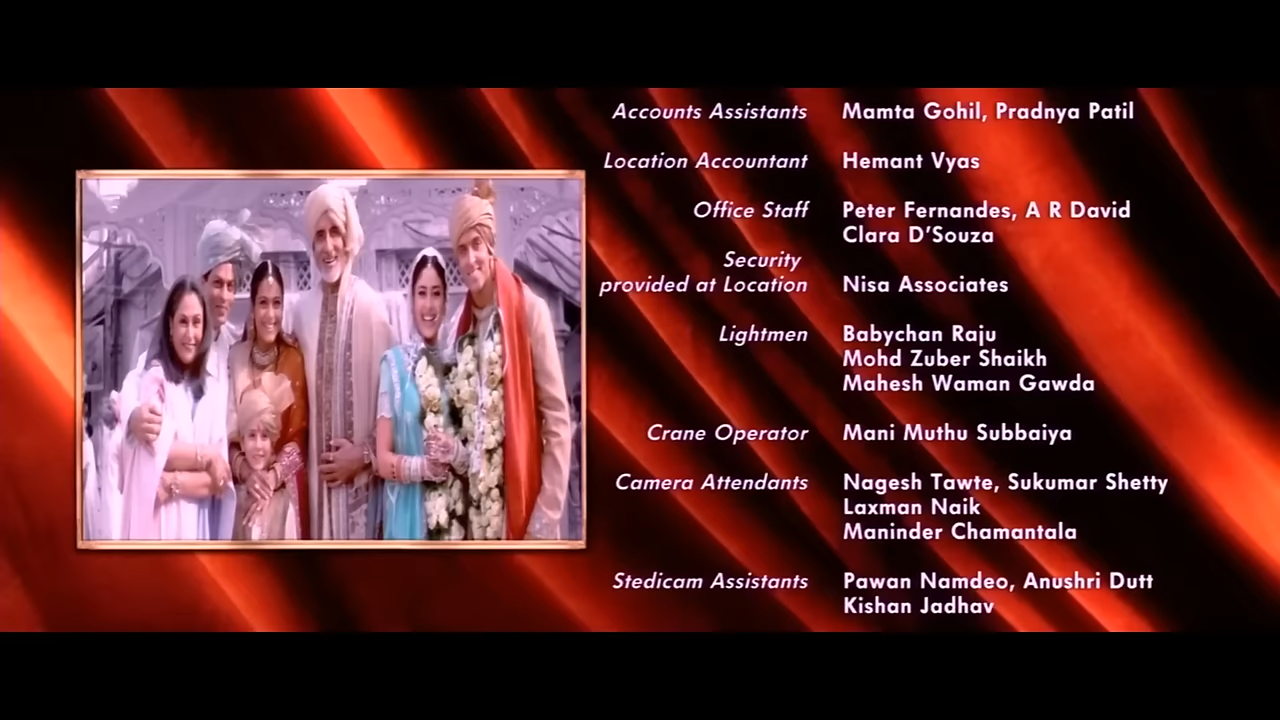 Accounts Assistants Mamta Gohil, Pradnya Patil
Location Accountant Hemant Vyas
Office Staff Peter Fernandes, A R David
Clara D'Souza
Security
provided at Location Nisa Associates
Lightmen Babychan Raju
Mohd Zuber Shaikh
Mahesh Waman Gawda
Crane Operator Mani Muthu Subbaiya
Camera Attendants Nagesh Tawte, Sukumar Shetty
Laxman Naik
Maninder Chamantala
Stedicam Assistants Pawan Namdeo, Anushri Dutt
Kishan Jadhav